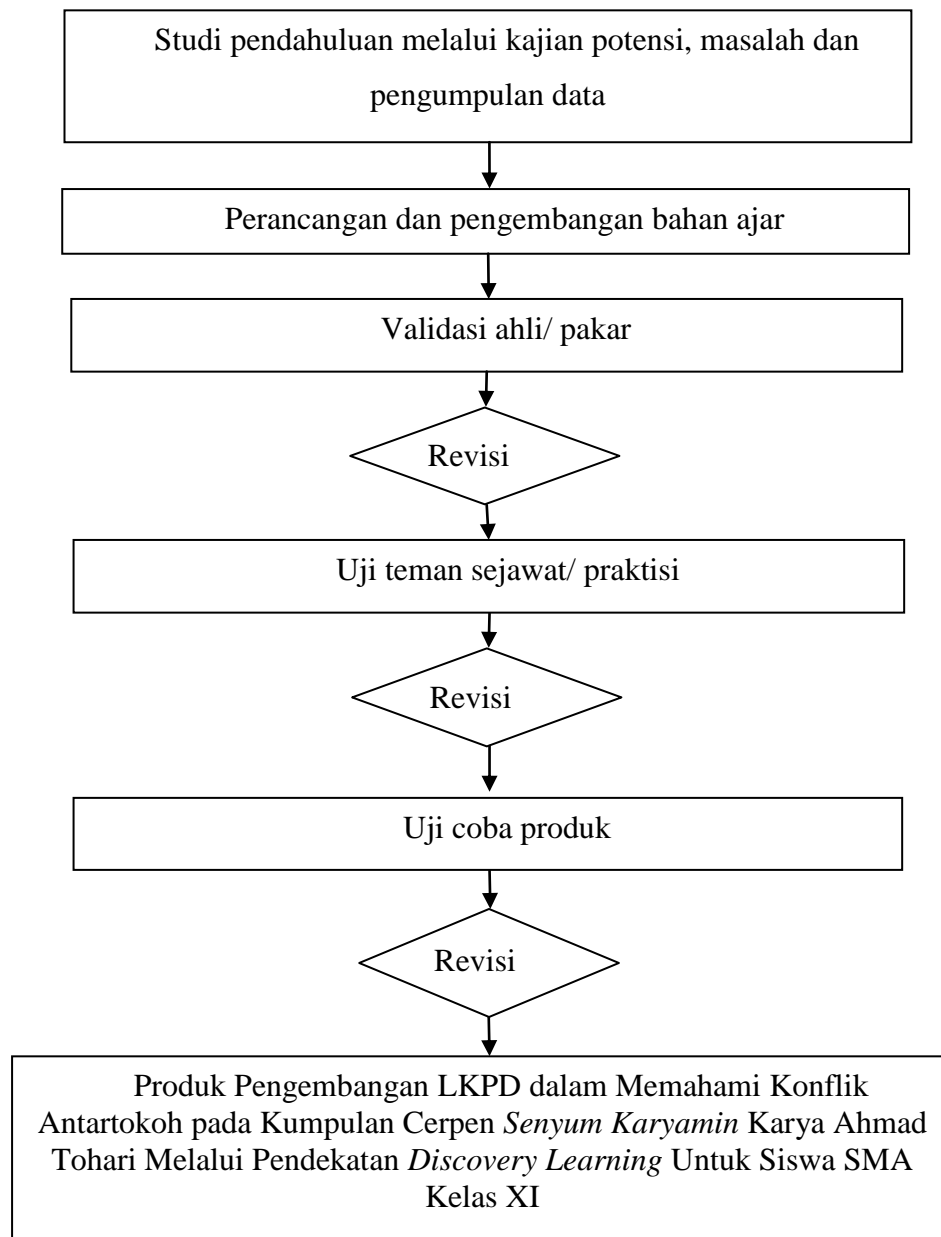 Studi pendahuluan melalui kajian potensi, masalah dan
pengumpulan data
Perancangan dan pengembangan bahan ajar
Validasi ahli/ pakar
Revisi
Uji teman sejawat/ praktisi
Revisi
Uji coba produk
Revisi
Produk Pengembangan LKPD dalam Memahami Konflik
Antartokoh pada Kumpulan Cerpen Senyum Karyamin Karya Ahmad
Tohari Melalui Pendekatan Discovery Learning Untuk Siswa SMA
Kelas XI